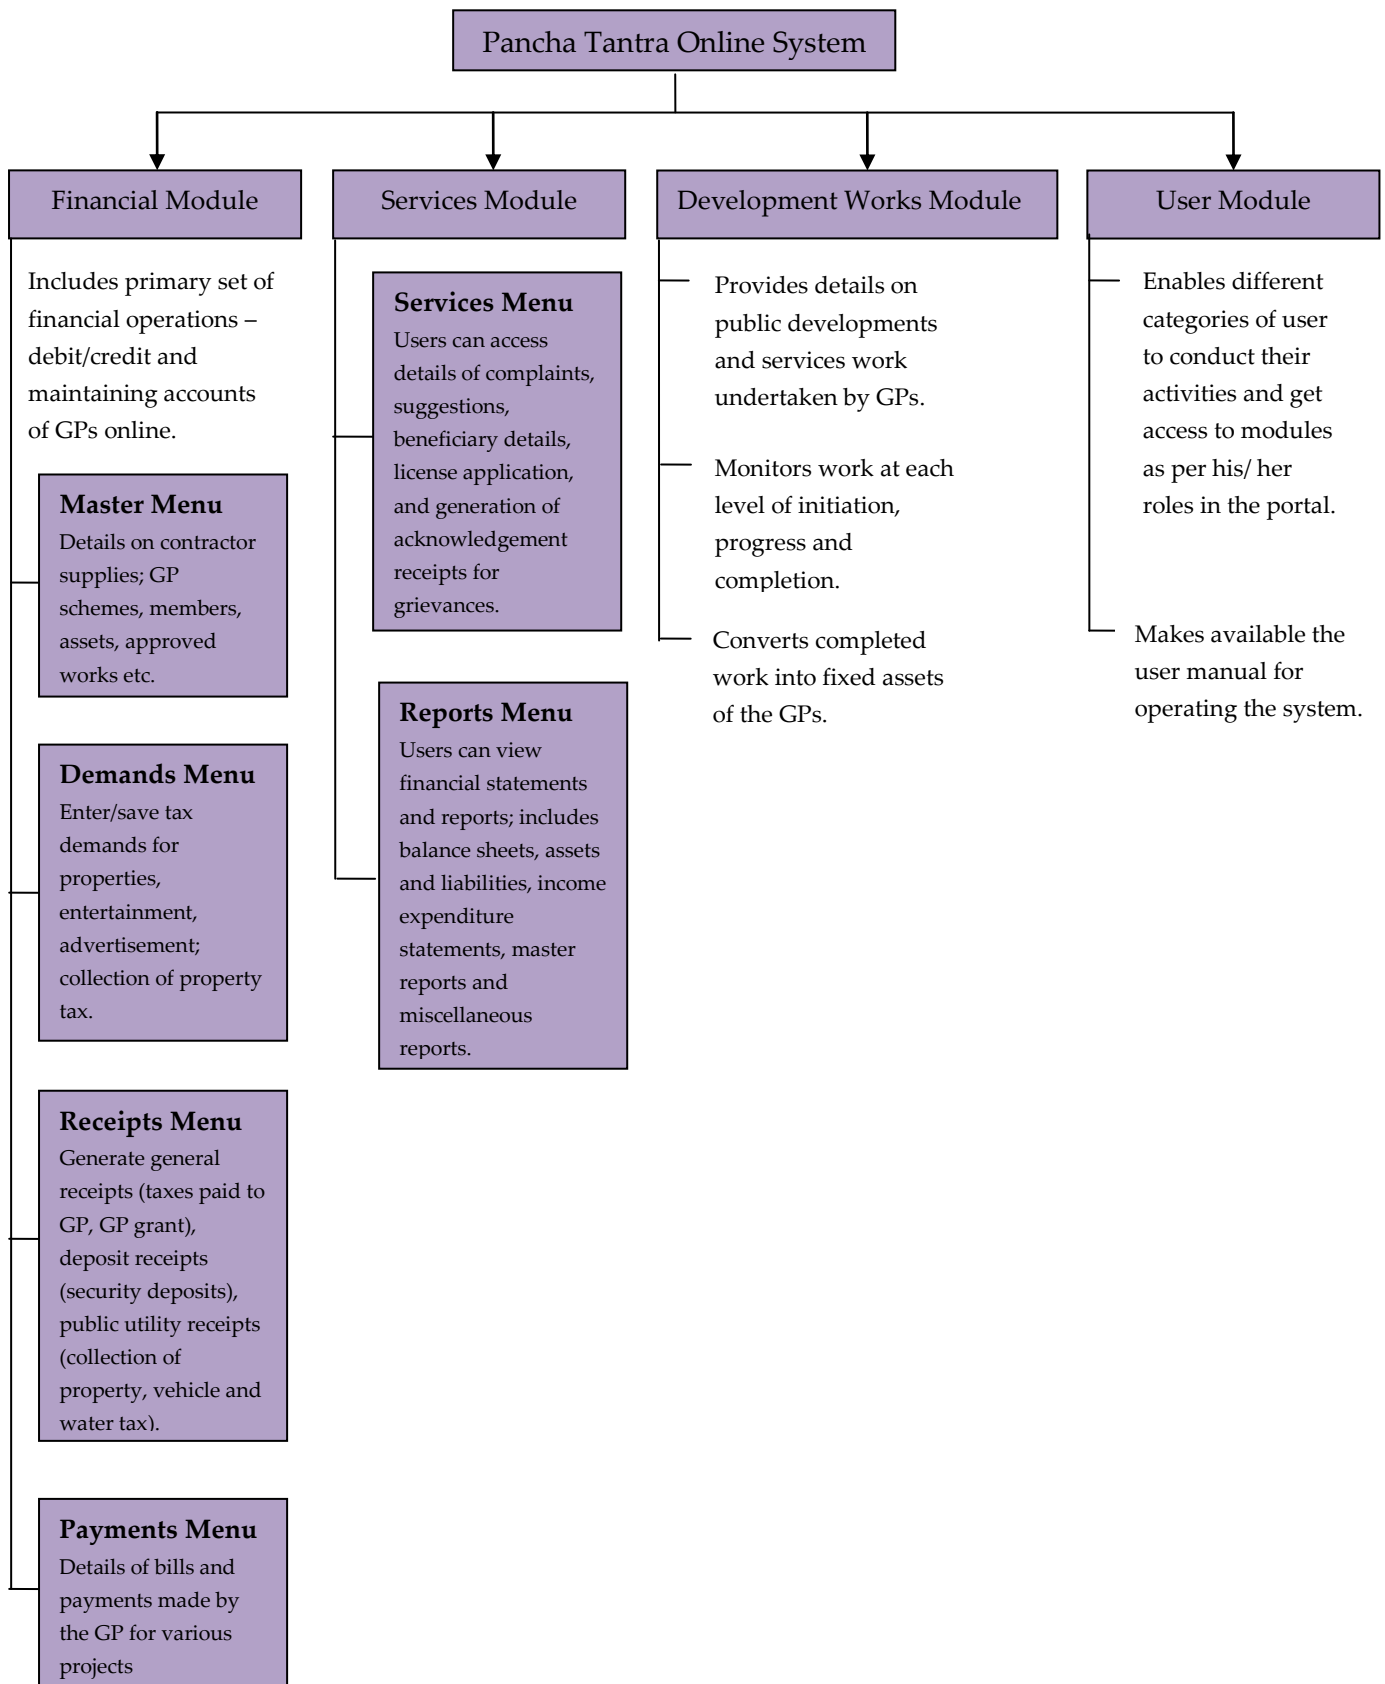 Pancha Tantra Online System
Financial Module
Includes primary set of
financial operations –
debit/credit and
maintaining accounts
of GPs online.
Master Menu
Details on contractor
supplies; GP
schemes, members,
assets, approved
works etc.
Demands Menu
Enter/save tax
demands for
properties,
entertainment,
advertisement;
collection of property
tax.
Receipts Menu
Generate general
receipts (taxes paid to
GP, GP grant),
deposit receipts
(security deposits),
public utility receipts
(collection of
property, vehicle and
water tax).
Payments Menu
Details of bills and
payments made by
the GP for various
projects
Services Module
Services Menu
Users can access
details of complaints,
suggestions,
beneficiary details,
license application,
and generation of
acknowledgement
receipts for
grievances.
Reports Menu
Users can view
financial statements
and reports; includes
balance sheets, assets
and liabilities, income
expenditure
statements, master
reports and
miscellaneous
reports.
Development Works Module
Provides details on
public developments
and services work
undertaken by GPs.
Monitors work at each
level of initiation,
progress and
completion.
Converts completed
work into fixed assets
of the GPs.
User Module
Enables different
categories of user
to conduct their
activities and get
access to modules
as per his/ her
roles in the portal.
Makes available the
user manual for
operating the system.